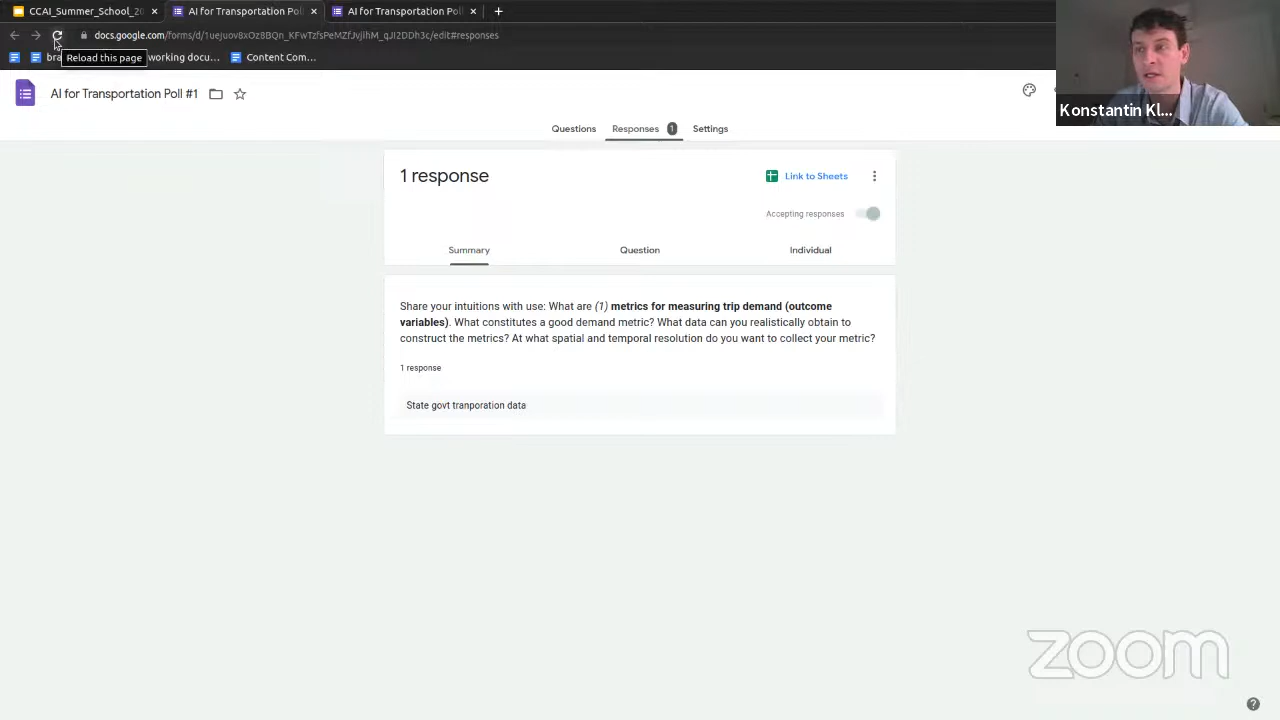 CCAI_Summer_School_20
AI for Transportation Poll
AI for Transportation Poll
docs.google.com/forms/d/1uejuov8xOz8BQn_KFwTzfsPeMZfJvjihM_qJI2DDh3c/edit#responses
Reload this page
bra
working docu...
Content Com...
AI for Transportation Poll #1
Konstantin Kl...
Questions
Responses 1
Settings
1 response
Link to Sheets
Accepting responses
Summary
Question
Individual
Share your intuitions with use: What are (1) metrics for measuring trip demand (outcome
variables). What constitutes a good demand metric? What data can you realistically obtain to
construct the metrics? At what spatial and temporal resolution do you want to collect your metric?
1 response
State govt tranporation data
zoom